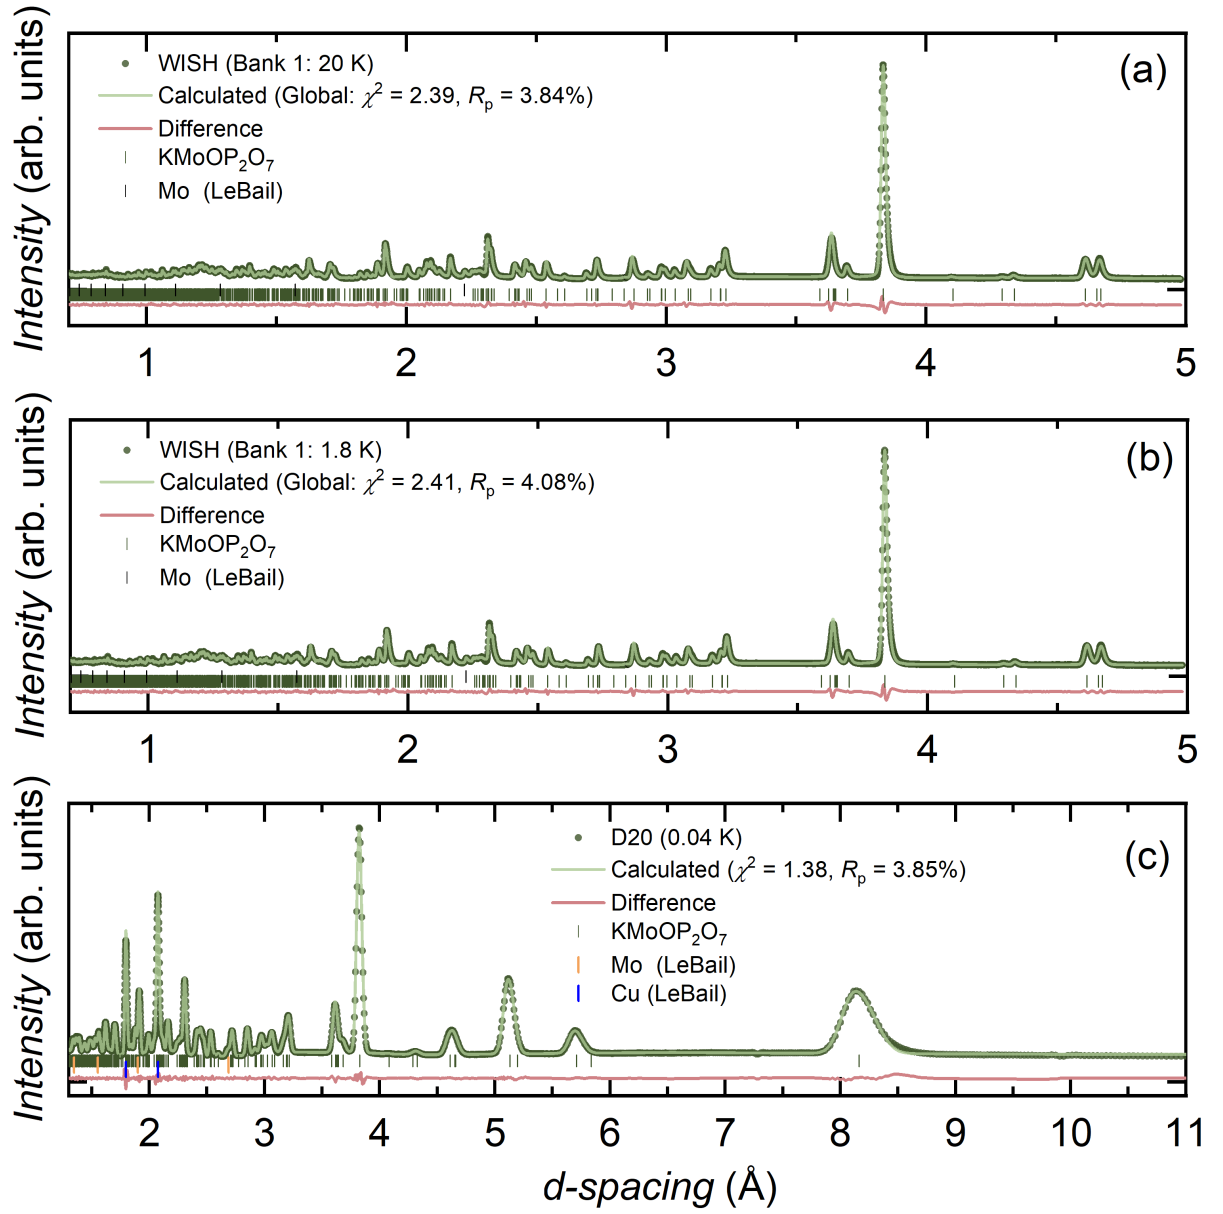 Intensity (arb. units)
(a)
WISH (Bank 1: 20 K)
Calculated (Global: χ² = 2.39, Rₚ = 3.84%)
Difference
KMoOP₂O₇
Mo (LeBail)
1 2 3 4 5
Intensity (arb. units)
(b)
WISH (Bank 1: 1.8 K)
Calculated (Global: χ² = 2.41, Rₚ = 4.08%)
Difference
KMoOP₂O₇
Mo (LeBail)
1 2 3 4 5
Intensity (arb. units)
(c)
D20 (0.04 K)
Calculated (χ² = 1.38, Rₚ = 3.85%)
Difference
KMoOP₂O₇
Mo (LeBail)
Cu (LeBail)
2 3 4 5 6 7 8 9 10 11
d-spacing (Å)